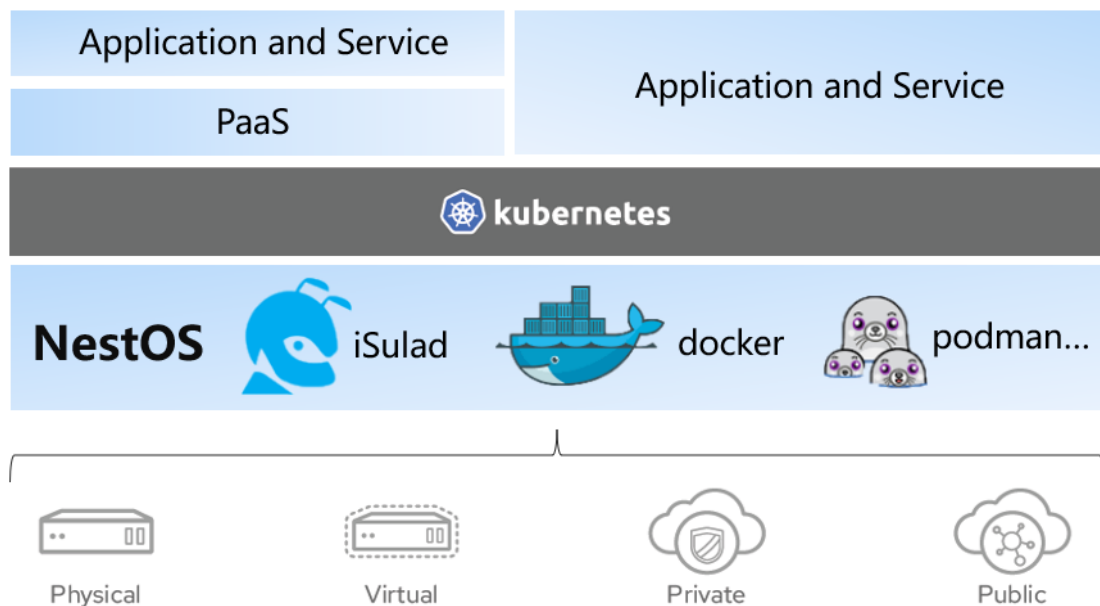 Application and Service
PaaS
Application and Service
kubernetes
NestOS
iSulad
docker
podman...
Physical
Virtual
Private
Public